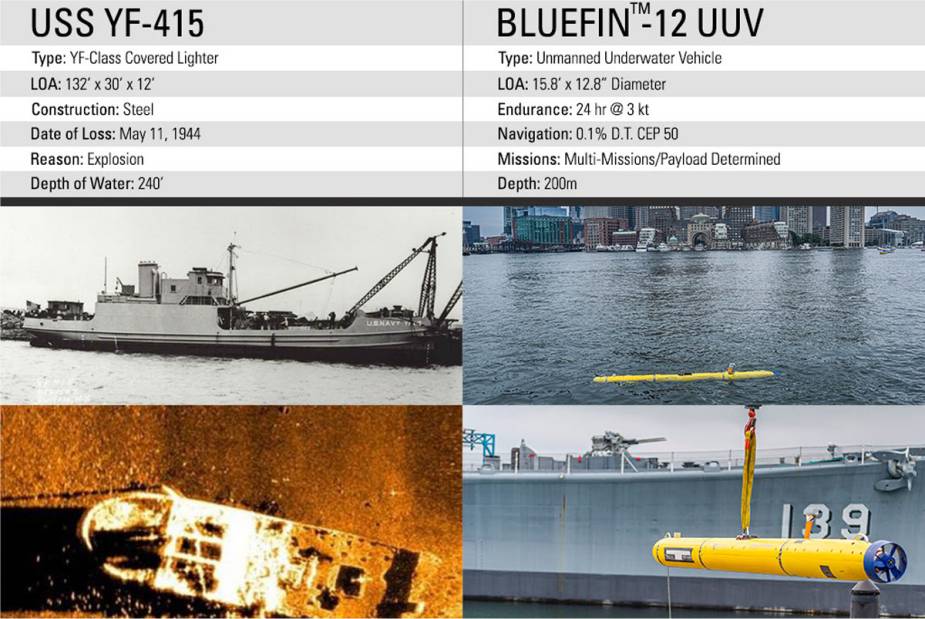 USS YF-415
Type: YF-Class Covered Lighter
LOA: 132' x 30' x 12'
Construction: Steel
Date of Loss: May 11, 1944
Reason: Explosion
Depth of Water: 240'
BLUEFIN™-12 UUV
Type: Unmanned Underwater Vehicle
LOA: 15.8' x 12.8” Diameter
Endurance: 24 hr @ 3 kt
Navigation: 0.1% D.T. CEP 50
Missions: Multi-Missions/Payload Determined
Depth: 200m
U.S. NAVY
139